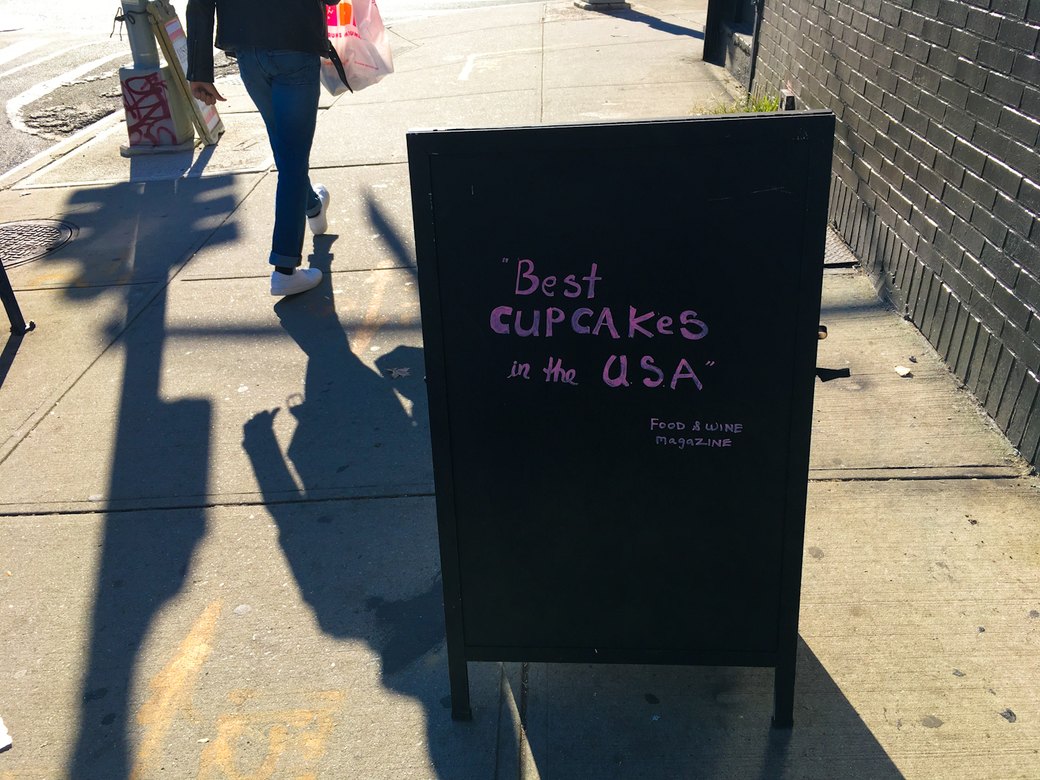 "Best
CUPCAKes
in the U.S.A"
FOOD & WINE
magaZINE